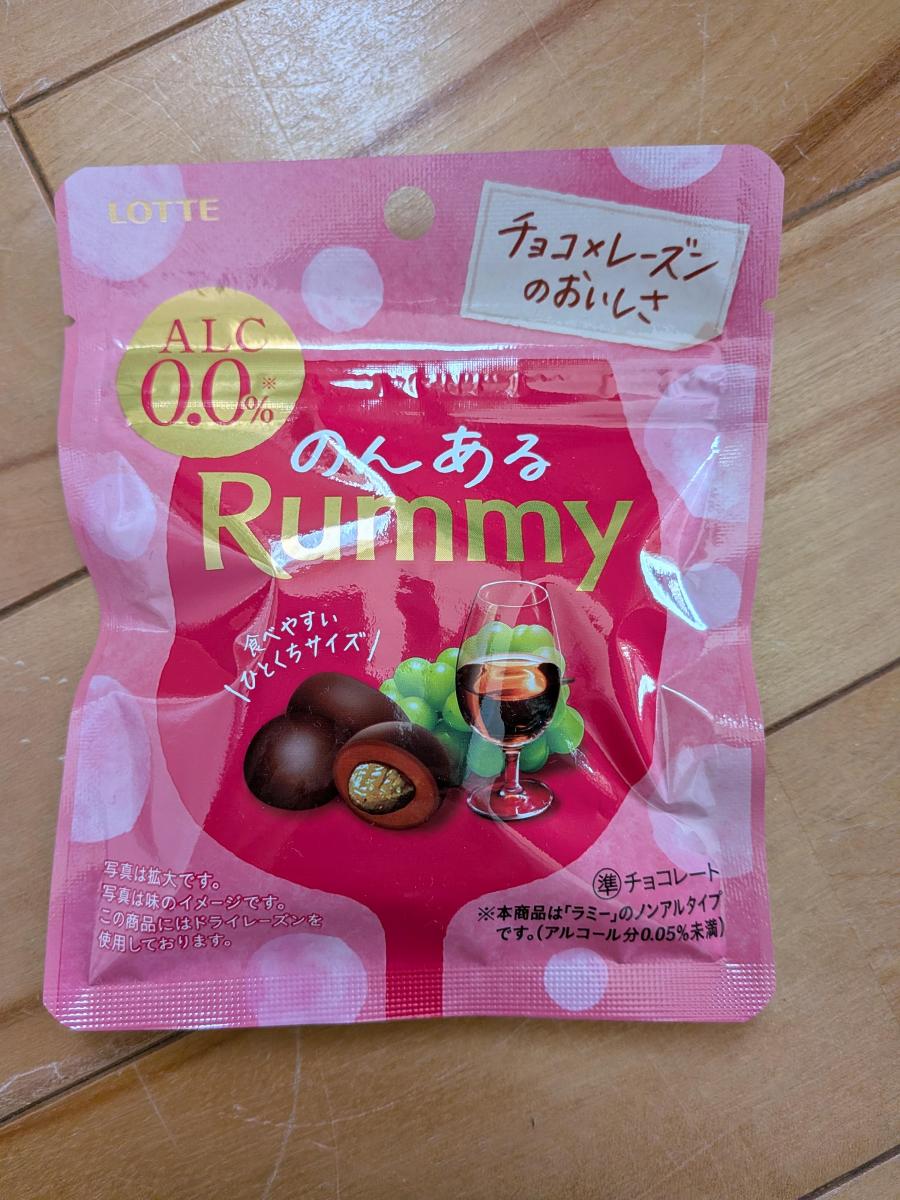 LOTTE
チョコ×レーズン
のおいしさ
ALC
0.0%※
のんある
Rummy
食べやすい
\ひとくちサイズ/
写真は拡大です。
写真は味のイメージです。
この商品にはドライレーズンを
使用しております。
㊜チョコレート
※本商品は「ラミー」のノンアルタイプ
です。(アルコール分0.05%未満)